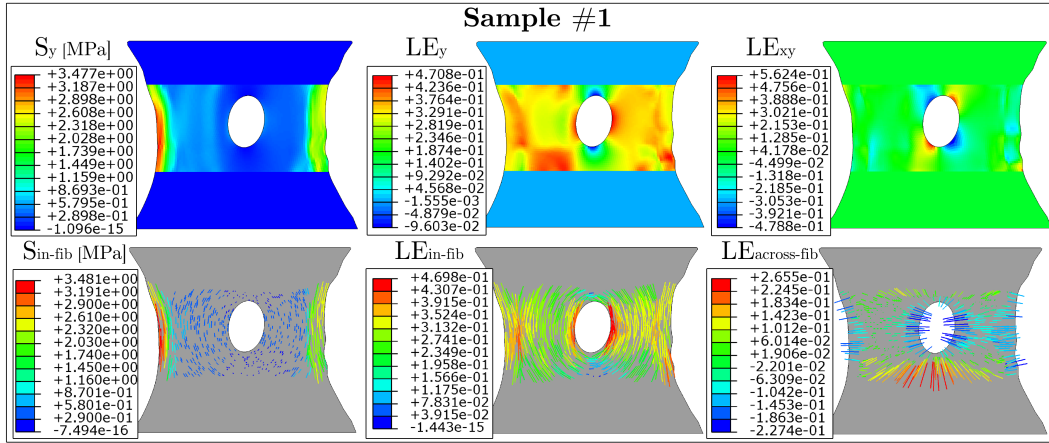 Sample #1
Sy [MPa]
+3.477e+00
+3.187e+00
+2.898e+00
+2.608e+00
+2.318e+00
+2.028e+00
+1.739e+00
+1.449e+00
+1.159e+00
+8.693e-01
+5.795e-01
+2.898e-01
-1.096e-15
LEy
+4.708e-01
+4.236e-01
+3.764e-01
+3.291e-01
+2.819e-01
+2.346e-01
+1.874e-01
+1.402e-01
+9.292e-02
+4.568e-02
-1.555e-03
-4.879e-02
-9.603e-02
LExy
+5.624e-01
+4.756e-01
+3.888e-01
+3.021e-01
+2.153e-01
+1.285e-01
+4.178e-02
-4.499e-02
-1.318e-01
-2.185e-01
-3.053e-01
-3.921e-01
-4.788e-01
Sin-fib [MPa]
+3.481e+00
+3.191e+00
+2.900e+00
+2.610e+00
+2.320e+00
+2.030e+00
+1.740e+00
+1.450e+00
+1.160e+00
+8.701e-01
+5.801e-01
+2.900e-01
-7.494e-16
LEin-fib
+4.698e-01
+4.307e-01
+3.915e-01
+3.524e-01
+3.132e-01
+2.741e-01
+2.349e-01
+1.958e-01
+1.566e-01
+1.175e-01
+7.831e-02
+3.915e-02
-1.443e-15
LEacross-fib
+2.655e-01
+2.245e-01
+1.834e-01
+1.423e-01
+1.012e-01
+6.014e-02
+1.906e-02
-2.201e-02
-6.309e-02
-1.042e-01
-1.453e-01
-1.863e-01
-2.274e-01